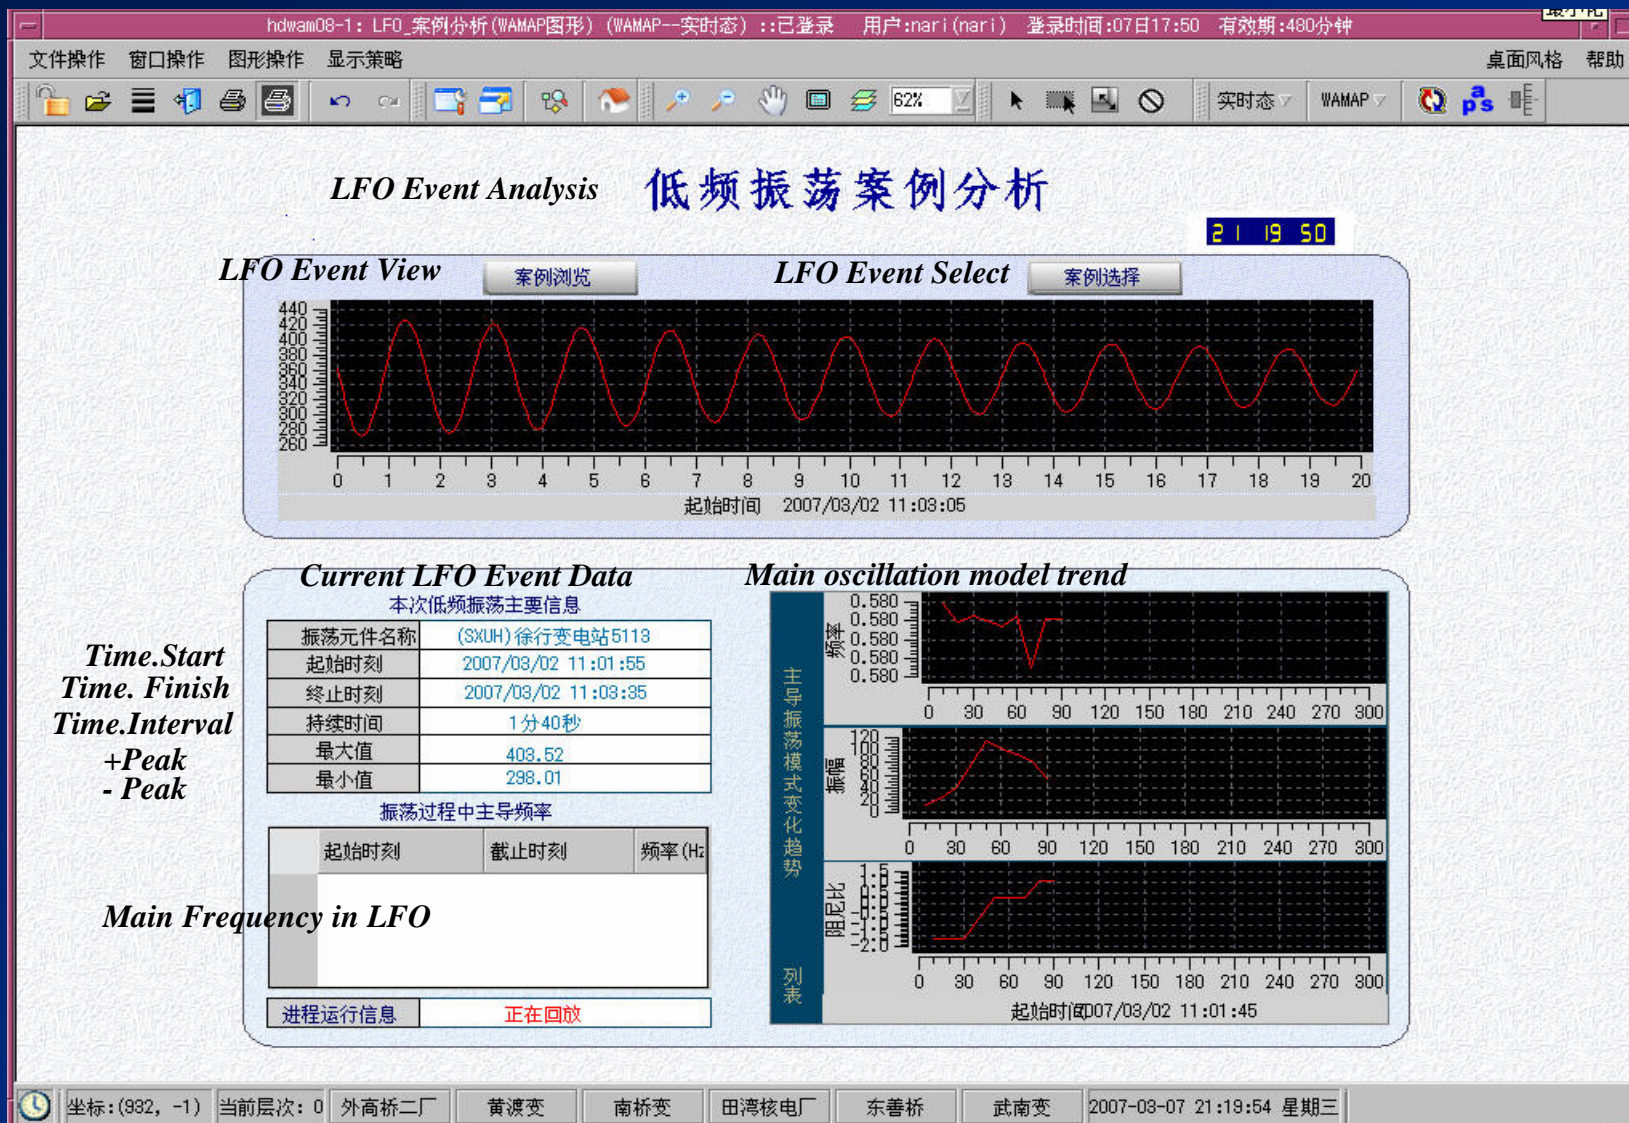 hdwam08-1: LFO_案例分析(WAMAP图形) (WAMAP--实时态) ::已登录 用户:nari(nari) 登录时间:07日17:50 有效期:480分钟
文件操作 窗口操作 图形操作 显示策略 桌面风格 帮助
62% 实时态 WAMAP aps
LFO Event Analysis 低频振荡案例分析
21 19 50
LFO Event View 案例浏览 LFO Event Select 案例选择
440
420
400
380
360
340
320
300
280
260
0 1 2 3 4 5 6 7 8 9 10 11 12 13 14 15 16 17 18 19 20
起始时间 2007/03/02 11:03:05
Current LFO Event Data
本次低频振荡主要信息
振荡元件名称 (SXUH)徐行变电站5113
Time.Start 起始时刻 2007/03/02 11:01:55
Time. Finish 终止时刻 2007/03/02 11:03:35
Time.Interval 持续时间 1分40秒
+Peak 最大值 403.52
- Peak 最小值 298.01
振荡过程中主导频率
起始时刻 截止时刻 频率(Hz
Main Frequency in LFO
进程运行信息 正在回放
Main oscillation model trend
主导振荡模式变化趋势 列表
频率
0.580
0.580
0.580
0.580
0.580
0 30 60 90 120 150 180 210 240 270 300
振幅
120
100
80
60
40
20
0
0 30 60 90 120 150 180 210 240 270 300
阻尼比
1.5
-2.0
0 30 60 90 120 150 180 210 240 270 300
起始时间2007/03/02 11:01:45
坐标:(932, -1) 当前层次: 0 外高桥二厂 黄渡变 南桥变 田湾核电厂 东善桥 武南变 2007-03-07 21:19:54 星期三